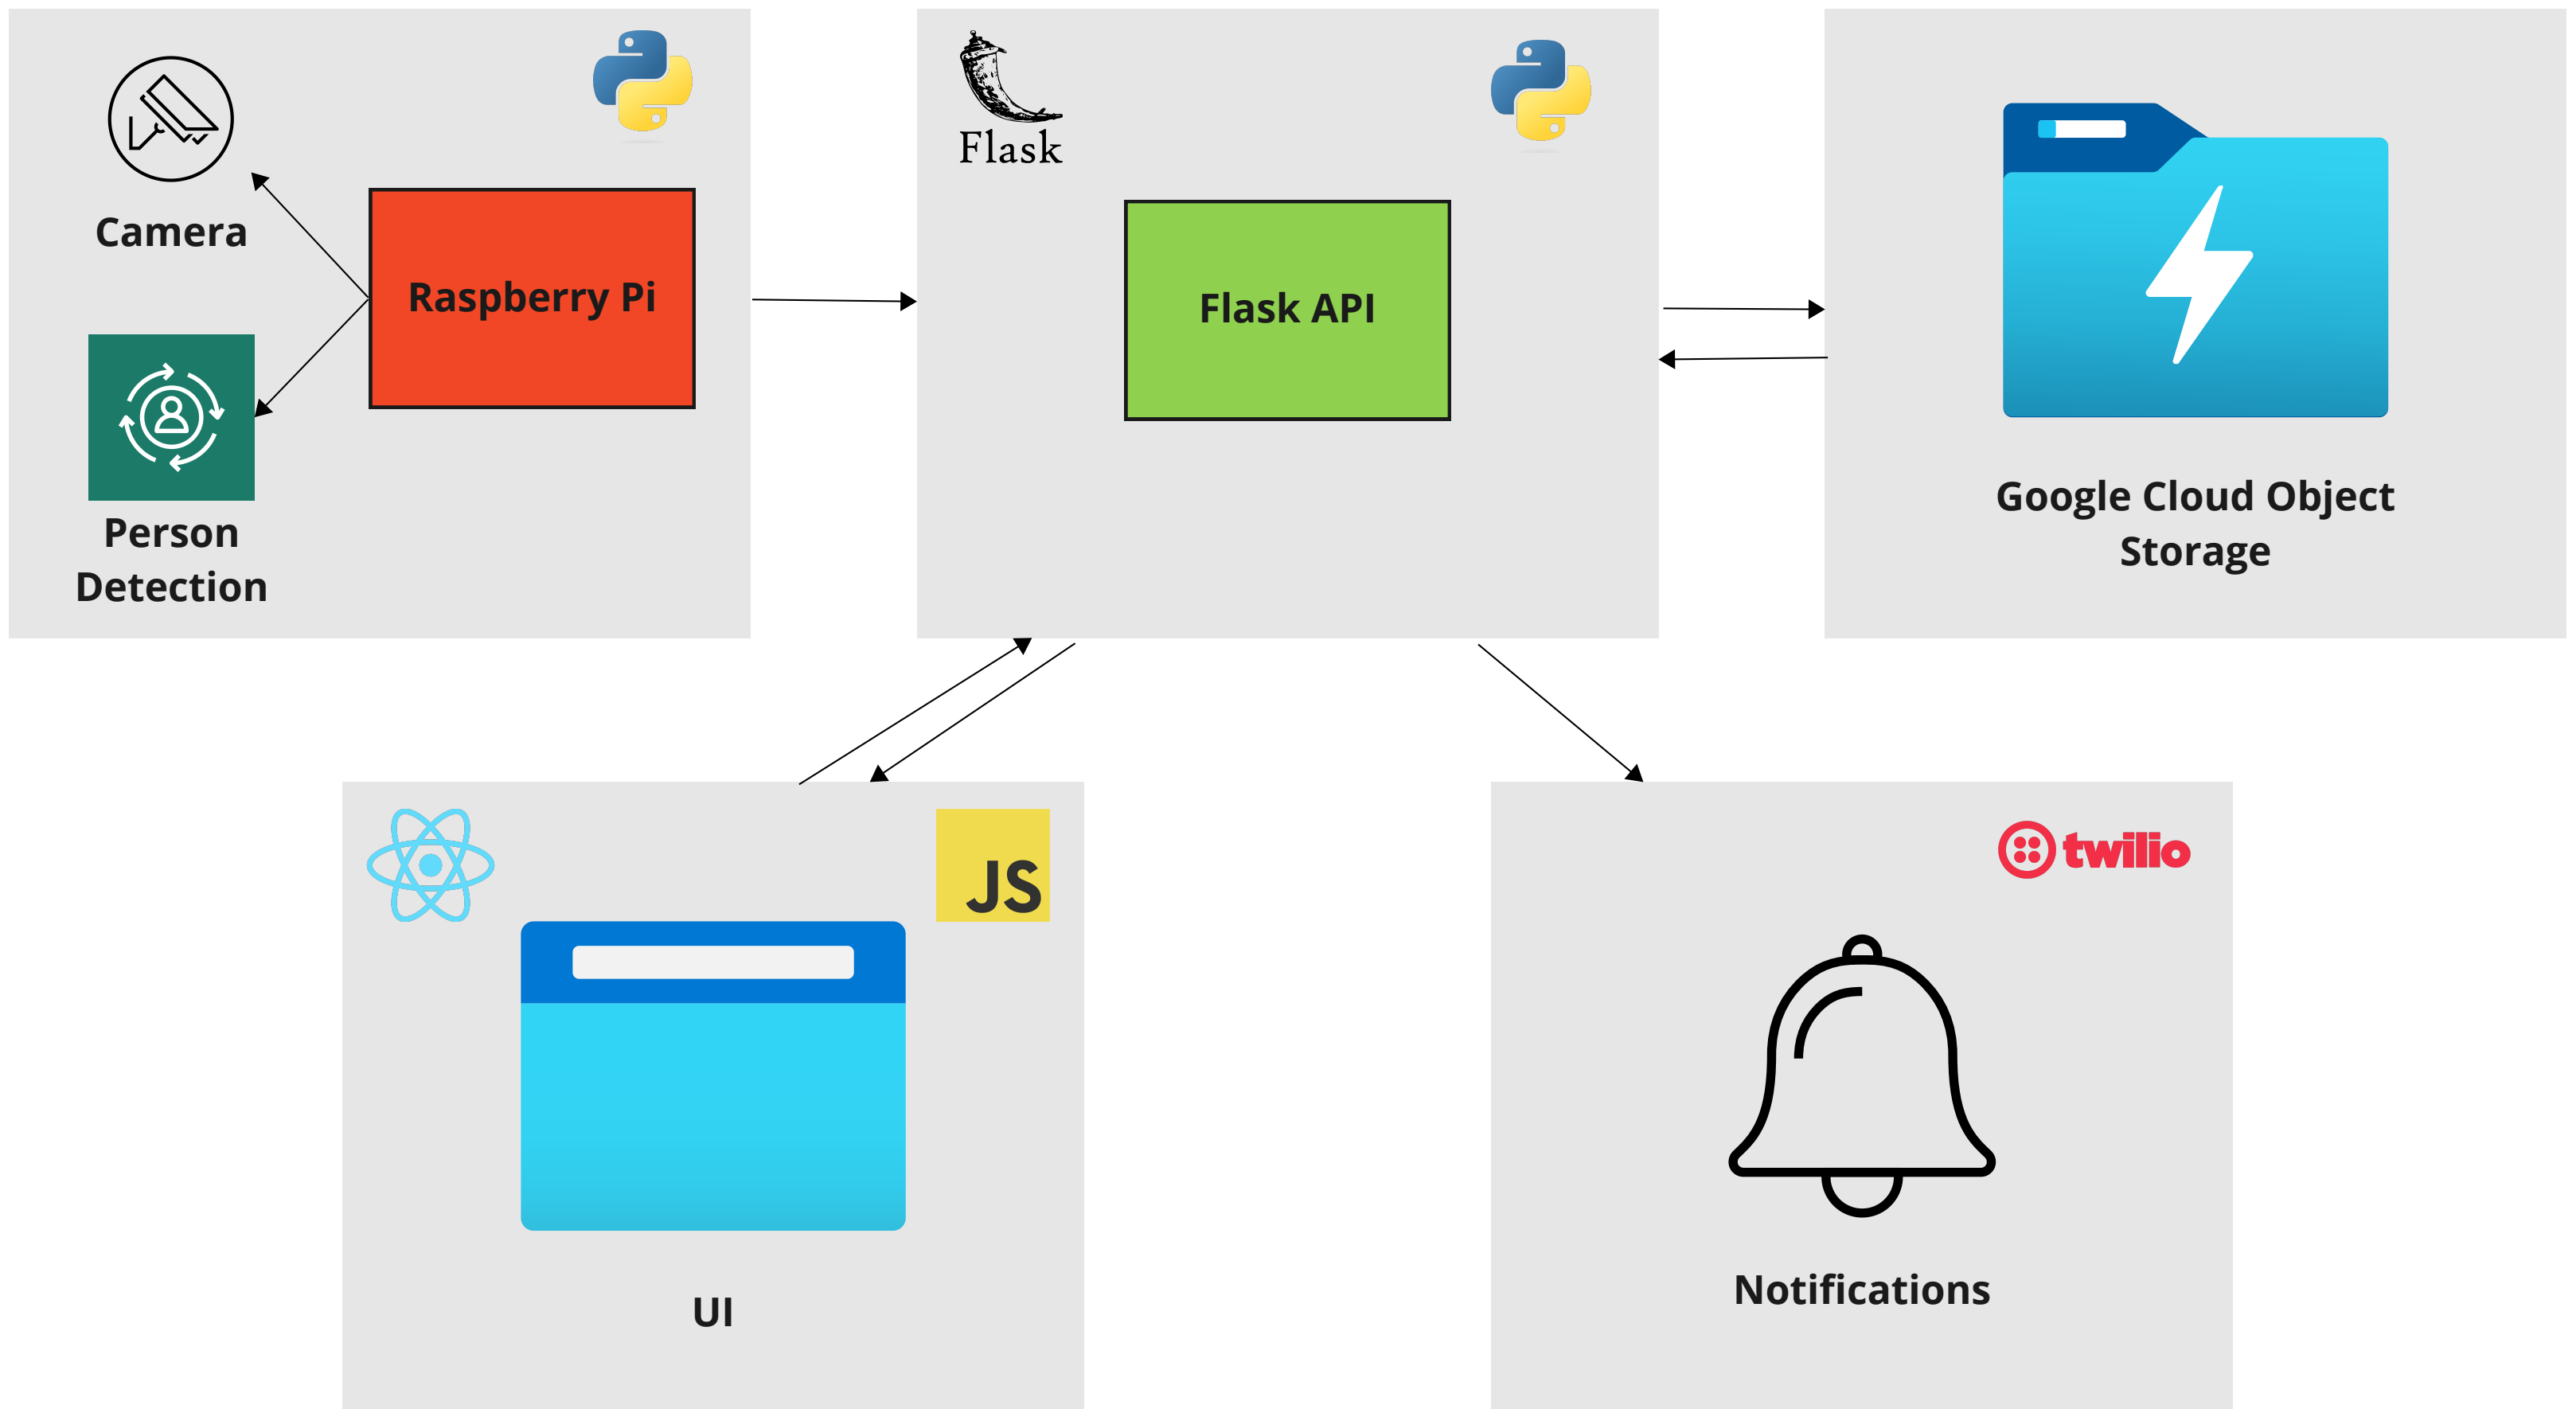 Camera
Person
Detection
Raspberry Pi
Flask
Flask API
Google Cloud Object
Storage
JS
UI
twilio
Notifications